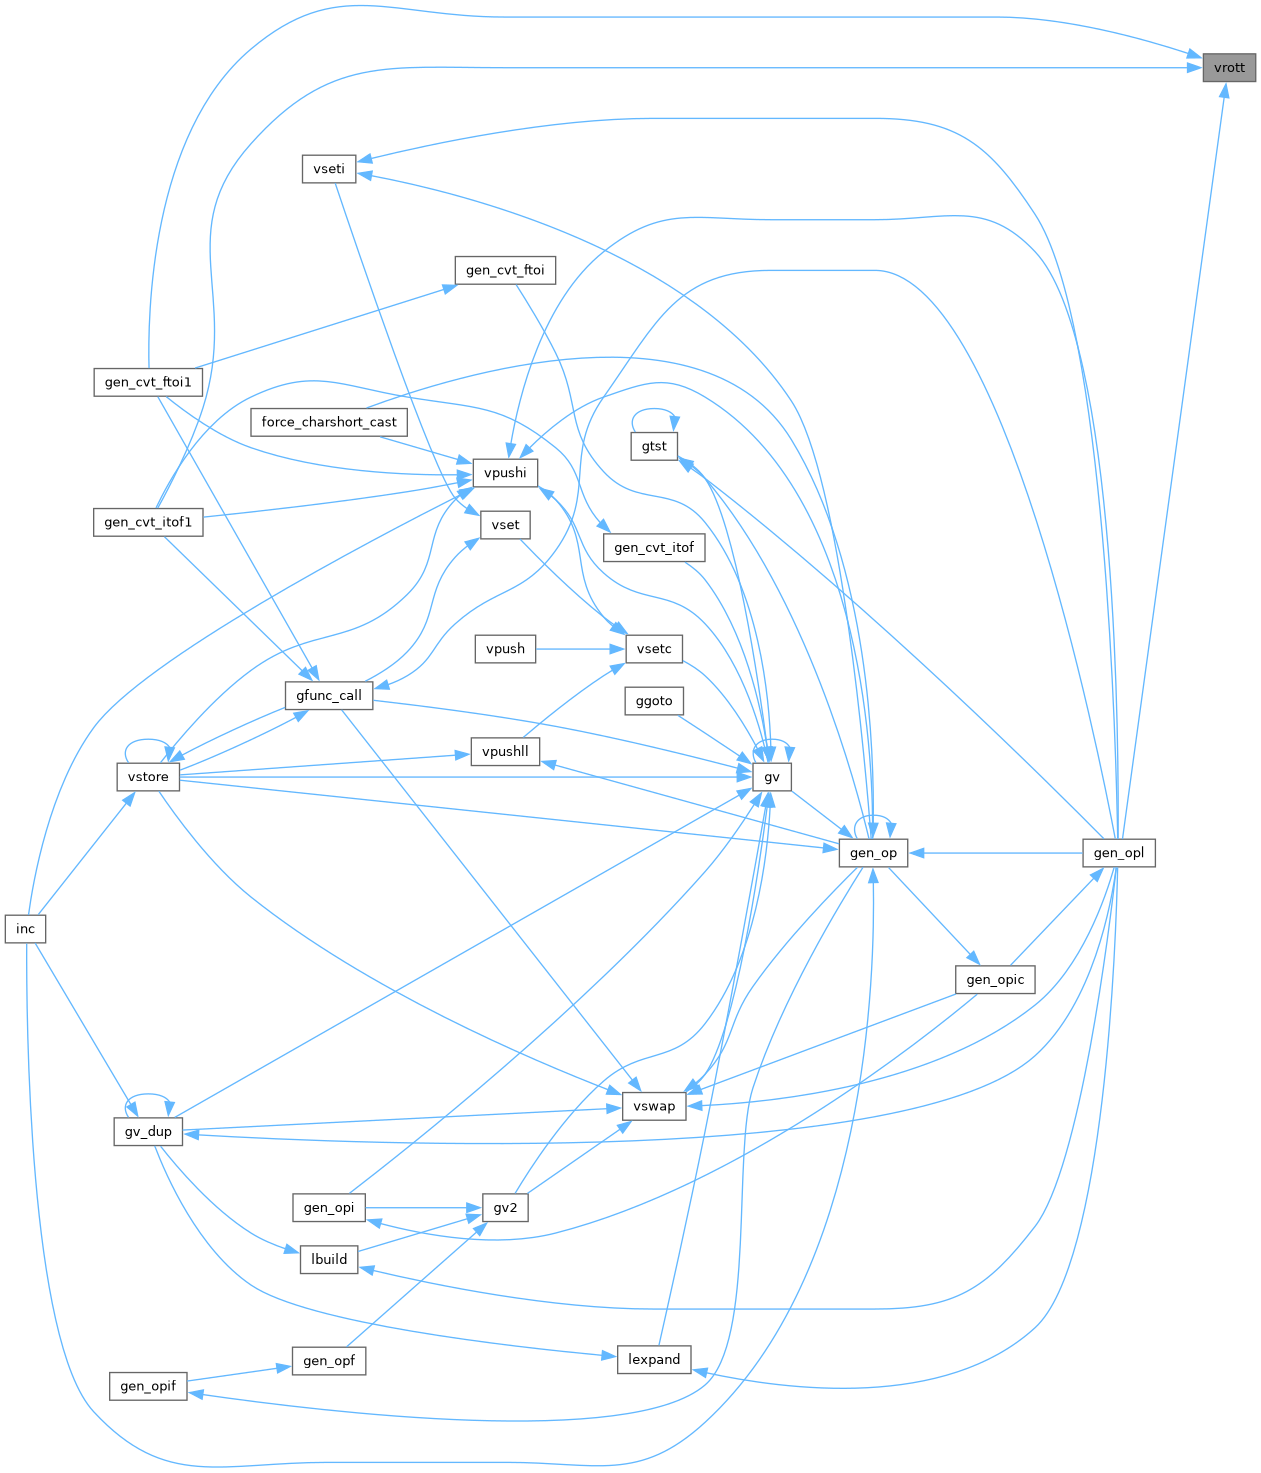 vrott
vseti
gen_cvt_ftoi
gen_cvt_ftoi1
force_charshort_cast
gtst
vpushi
gen_cvt_itof1
vset
gen_cvt_itof
vpush
vsetc
gfunc_call
ggoto
vpushll
vstore
gv
gen_op
gen_opl
inc
gen_opic
vswap
gv_dup
gen_opi
gv2
lbuild
gen_opf
lexpand
gen_opif